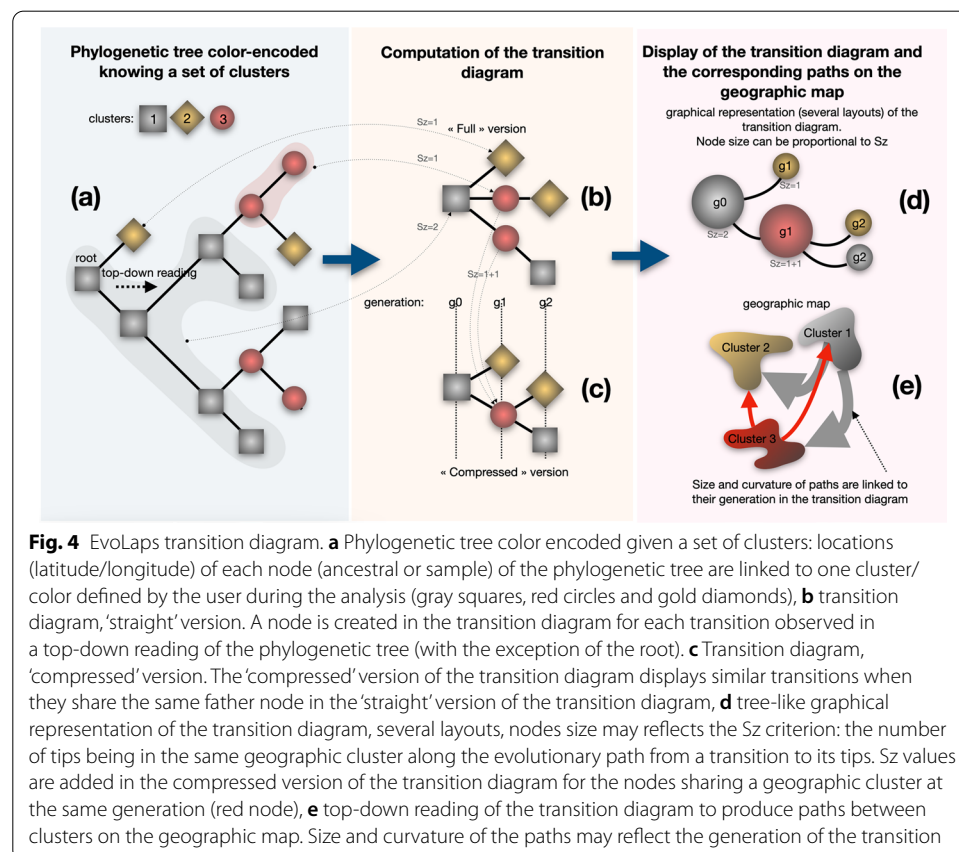 Phylogenetic tree color-encoded
knowing a set of clusters
clusters: 1 2 3
(a)
root
top-down reading
Computation of the transition
diagram
Sz=1
« Full » version
Sz=1
(b)
Sz=2
Sz=1+1
generation: g0 g1 g2
(c)
« Compressed » version
Display of the transition diagram and
the corresponding paths on the
geographic map
graphical representation (several layouts) of the
transition diagram.
Node size can be proportional to Sz
g1
Sz=1
g0
(d)
Sz=2
g1
g2
g2
Sz=1+1
geographic map
Cluster 1
Cluster 2
(e)
Cluster 3
Size and curvature of paths are linked to
their generation in the transition diagram
Fig. 4 EvoLaps transition diagram. a Phylogenetic tree color encoded given a set of clusters: locations
(latitude/longitude) of each node (ancestral or sample) of the phylogenetic tree are linked to one cluster/
color defined by the user during the analysis (gray squares, red circles and gold diamonds), b transition
diagram, ‘straight’ version. A node is created in the transition diagram for each transition observed in
a top-down reading of the phylogenetic tree (with the exception of the root). c Transition diagram,
‘compressed’ version. The ‘compressed’ version of the transition diagram displays similar transitions when
they share the same father node in the ‘straight’ version of the transition diagram, d tree-like graphical
representation of the transition diagram, several layouts, nodes size may reflects the Sz criterion: the number
of tips being in the same geographic cluster along the evolutionary path from a transition to its tips. Sz values
are added in the compressed version of the transition diagram for the nodes sharing a geographic cluster at
the same generation (red node), e top-down reading of the transition diagram to produce paths between
clusters on the geographic map. Size and curvature of the paths may reflect the generation of the transition